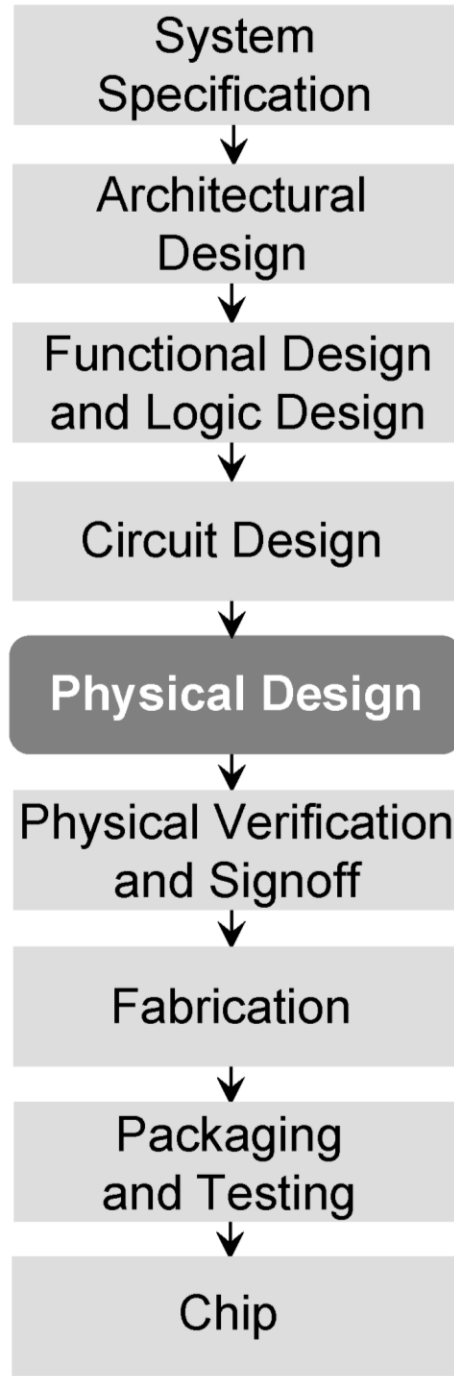 System
Specification
Architectural
Design
Functional Design
and Logic Design
Circuit Design
Physical Design
Physical Verification
and Signoff
Fabrication
Packaging
and Testing
Chip